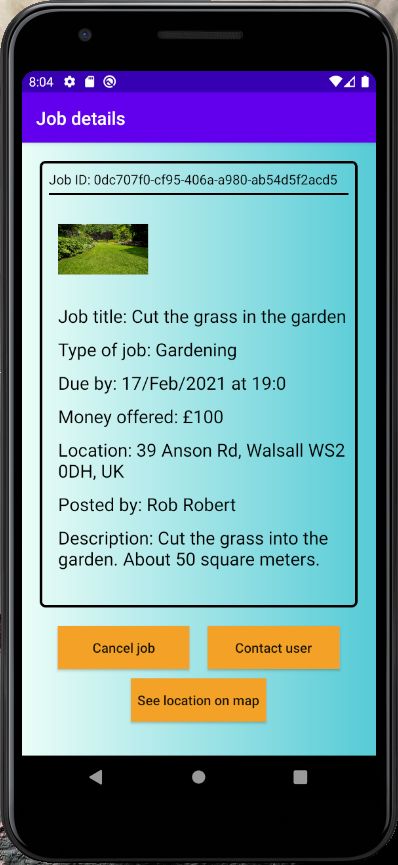 8:04
Job details
Job ID: 0dc707f0-cf95-406a-a980-ab54d5f2acd5
Job title: Cut the grass in the garden
Type of job: Gardening
Due by: 17/Feb/2021 at 19:0
Money offered: £100
Location: 39 Anson Rd, Walsall WS2
0DH, UK
Posted by: Rob Robert
Description: Cut the grass into the
garden. About 50 square meters.
Cancel job
Contact user
See location on map